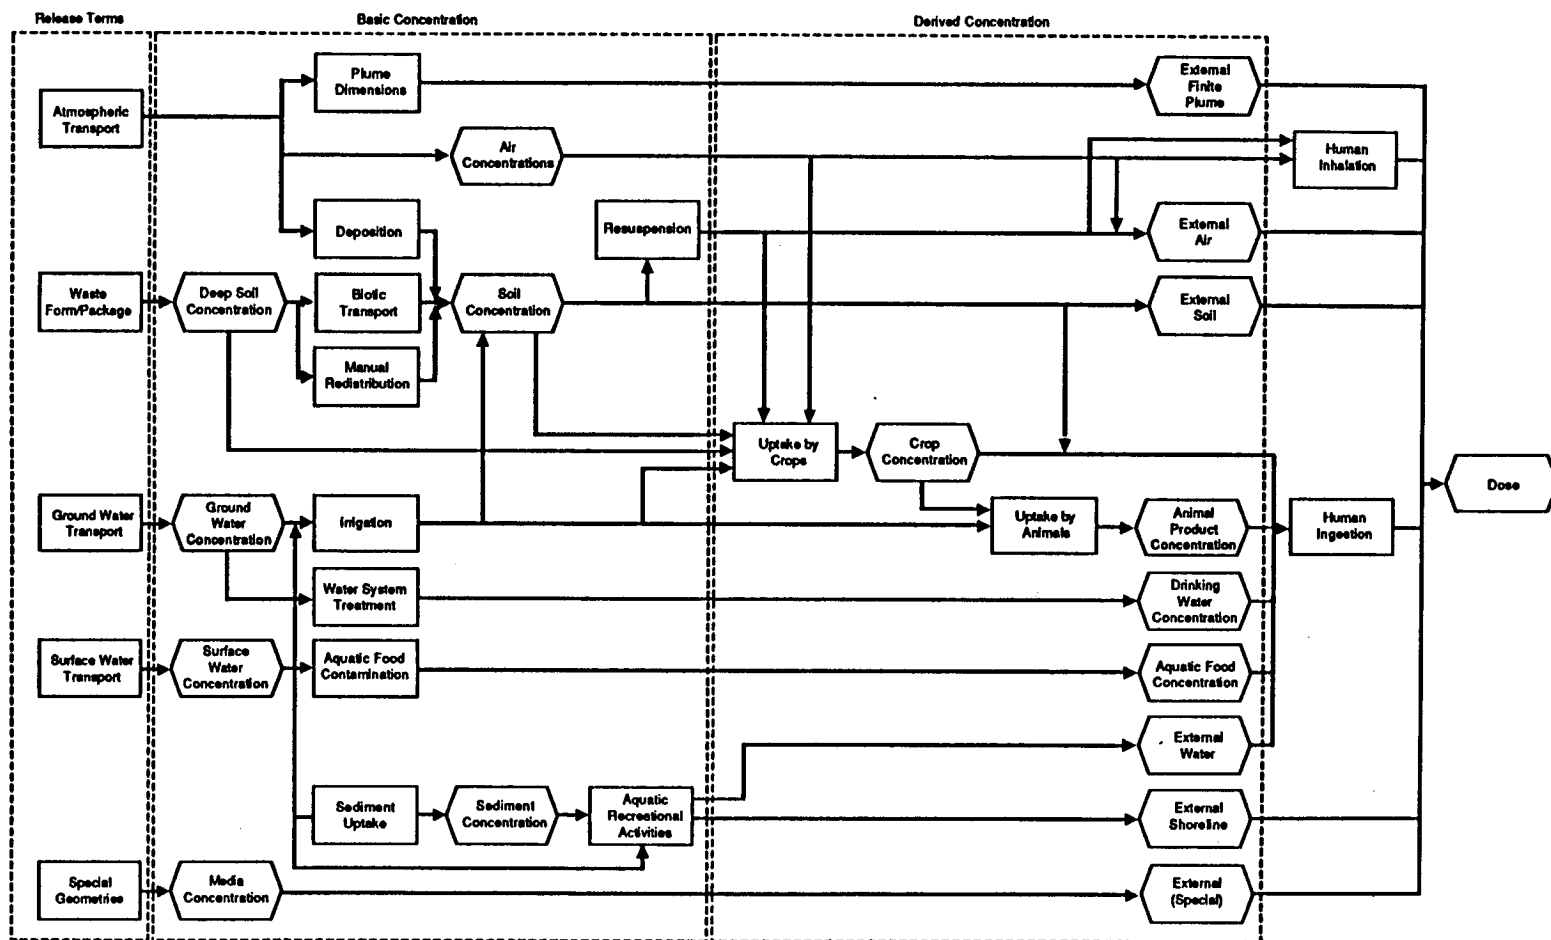 Release Terms
Basic Concentration
Derived Concentration
Plume
Dimensions
External
Finite
Plume
Atmospheric
Transport
Air
Concentrations
Human
Inhalation
Deposition
Resuspension
External
Air
Waste
Form/Package
Deep Soil
Concentration
Biotic
Transport
Soil
Concentration
External
Soil
Manual
Redistribution
Uptake by
Crops
Crop
Concentration
Dose
Ground Water
Transport
Ground
Water
Concentration
Irrigation
Uptake by
Animals
Animal
Product
Concentration
Human
Ingestion
Water System
Treatment
Drinking
Water
Concentration
Surface Water
Transport
Surface
Water
Concentration
Aquatic Food
Contamination
Aquatic Food
Concentration
External
Water
Sediment
Uptake
Sediment
Concentration
Aquatic
Recreational
Activities
External
Shoreline
Special
Geometries
Media
Concentration
External
(Special)